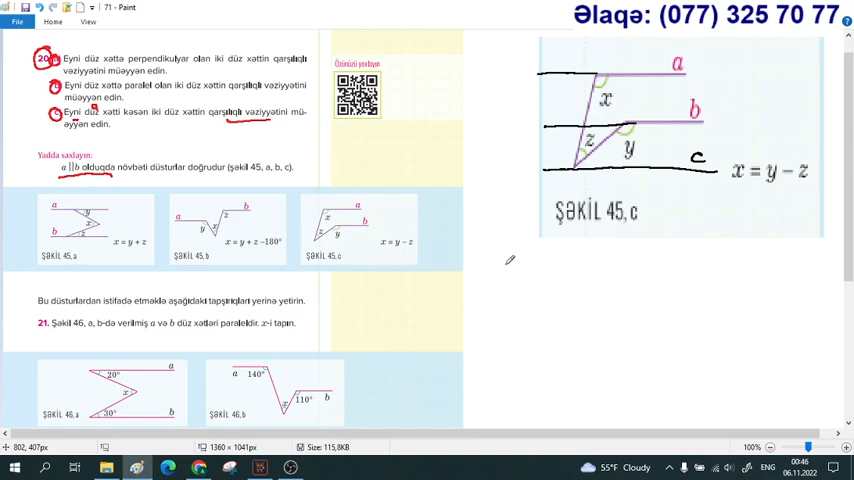 71 - Paint
Əlaqə: (077) 325 70 77
File
Home
View
20. a Eyni düz xəttə perpendikulyar olan iki düz xəttin qarşılıqlı
vəziyyətini müəyyən edin.
b Eyni düz xəttə paralel olan iki düz xəttin qarşılıqlı vəziyyətini
müəyyən edin.
c Eyni düz xətti kəsən iki düz xəttin qarşılıqlı vəziyyətini mü-
əyyən edin.
Özünüzü yoxlayın
Yadda saxlayın:
a || b olduqda növbəti düsturlar doğrudur (şəkil 45, a, b, c).
a
y
x
b
z
x = y + z
ŞƏKİL 45, a
a
b
y
x
z
x = y + z −180°
ŞƏKİL 45, b
a
x
b
z
y
x = y − z
ŞƏKİL 45, c
a
x
b
z
y
c
x = y − z
ŞƏKİL 45, c
Bu düsturlardan istifadə etməklə aşağıdakı tapşırıqları yerinə yetirin.
21. Şəkil 46, a, b-də verilmiş a və b düz xətləri paraleldir. x-i tapın.
a
20°
x
30°
b
ŞƏKİL 46, a
a
140°
x
110°
b
ŞƏKİL 46, b
802, 407px
1360 × 1041px
Size: 115,8KB
100%
55°F Cloudy
ENG
00:46
06.11.2022